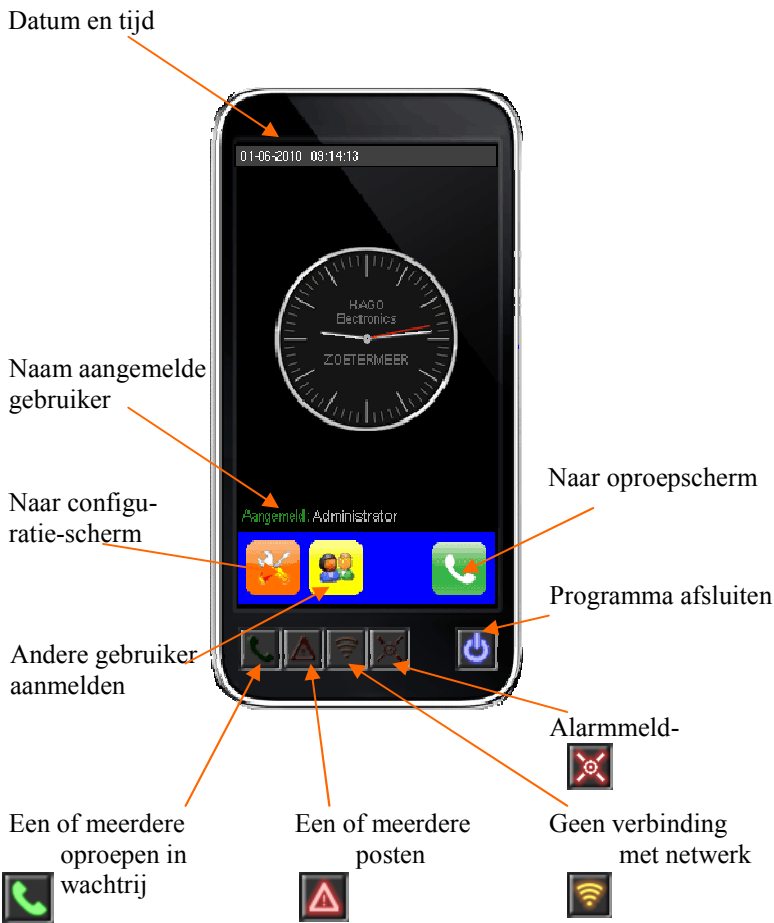 Datum en tijd
01-06-2010 09:14:13
HAGO
Electronics
ZOETERMEER
Naam aangemelde
gebruiker
Naar configu-
ratie-scherm
Naar oproepscherm
Aangemeld: Administrator
Programma afsluiten
Andere gebruiker
aanmelden
Alarmmeld-
Een of meerdere
oproepen in
wachtrij
Een of meerdere
posten
Geen verbinding
met netwerk